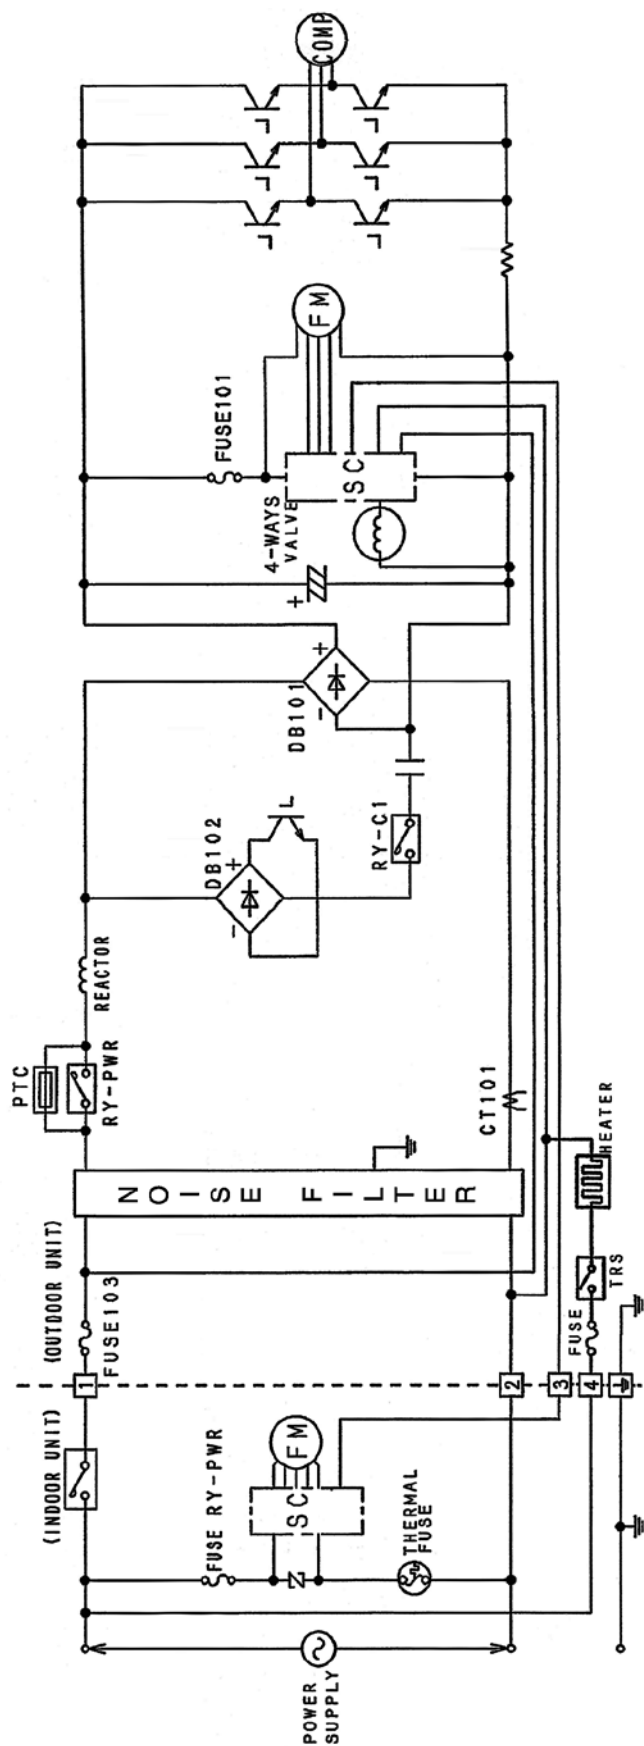 POWER
SUPPLY
(INDOOR UNIT)
FUSE RY-PWR
SC
FM
THERMAL
FUSE
1
2
3
4
(OUTDOOR UNIT)
FUSE103
FUSE
TRS
HEATER
NOISE FILTER
PTC
RY-PWR
REACTOR
CT101
DB102
+
-
L
RY-C1
DB101
+
-
+
4-WAYS
VALVE
FUSE101
SC
FM
COMP